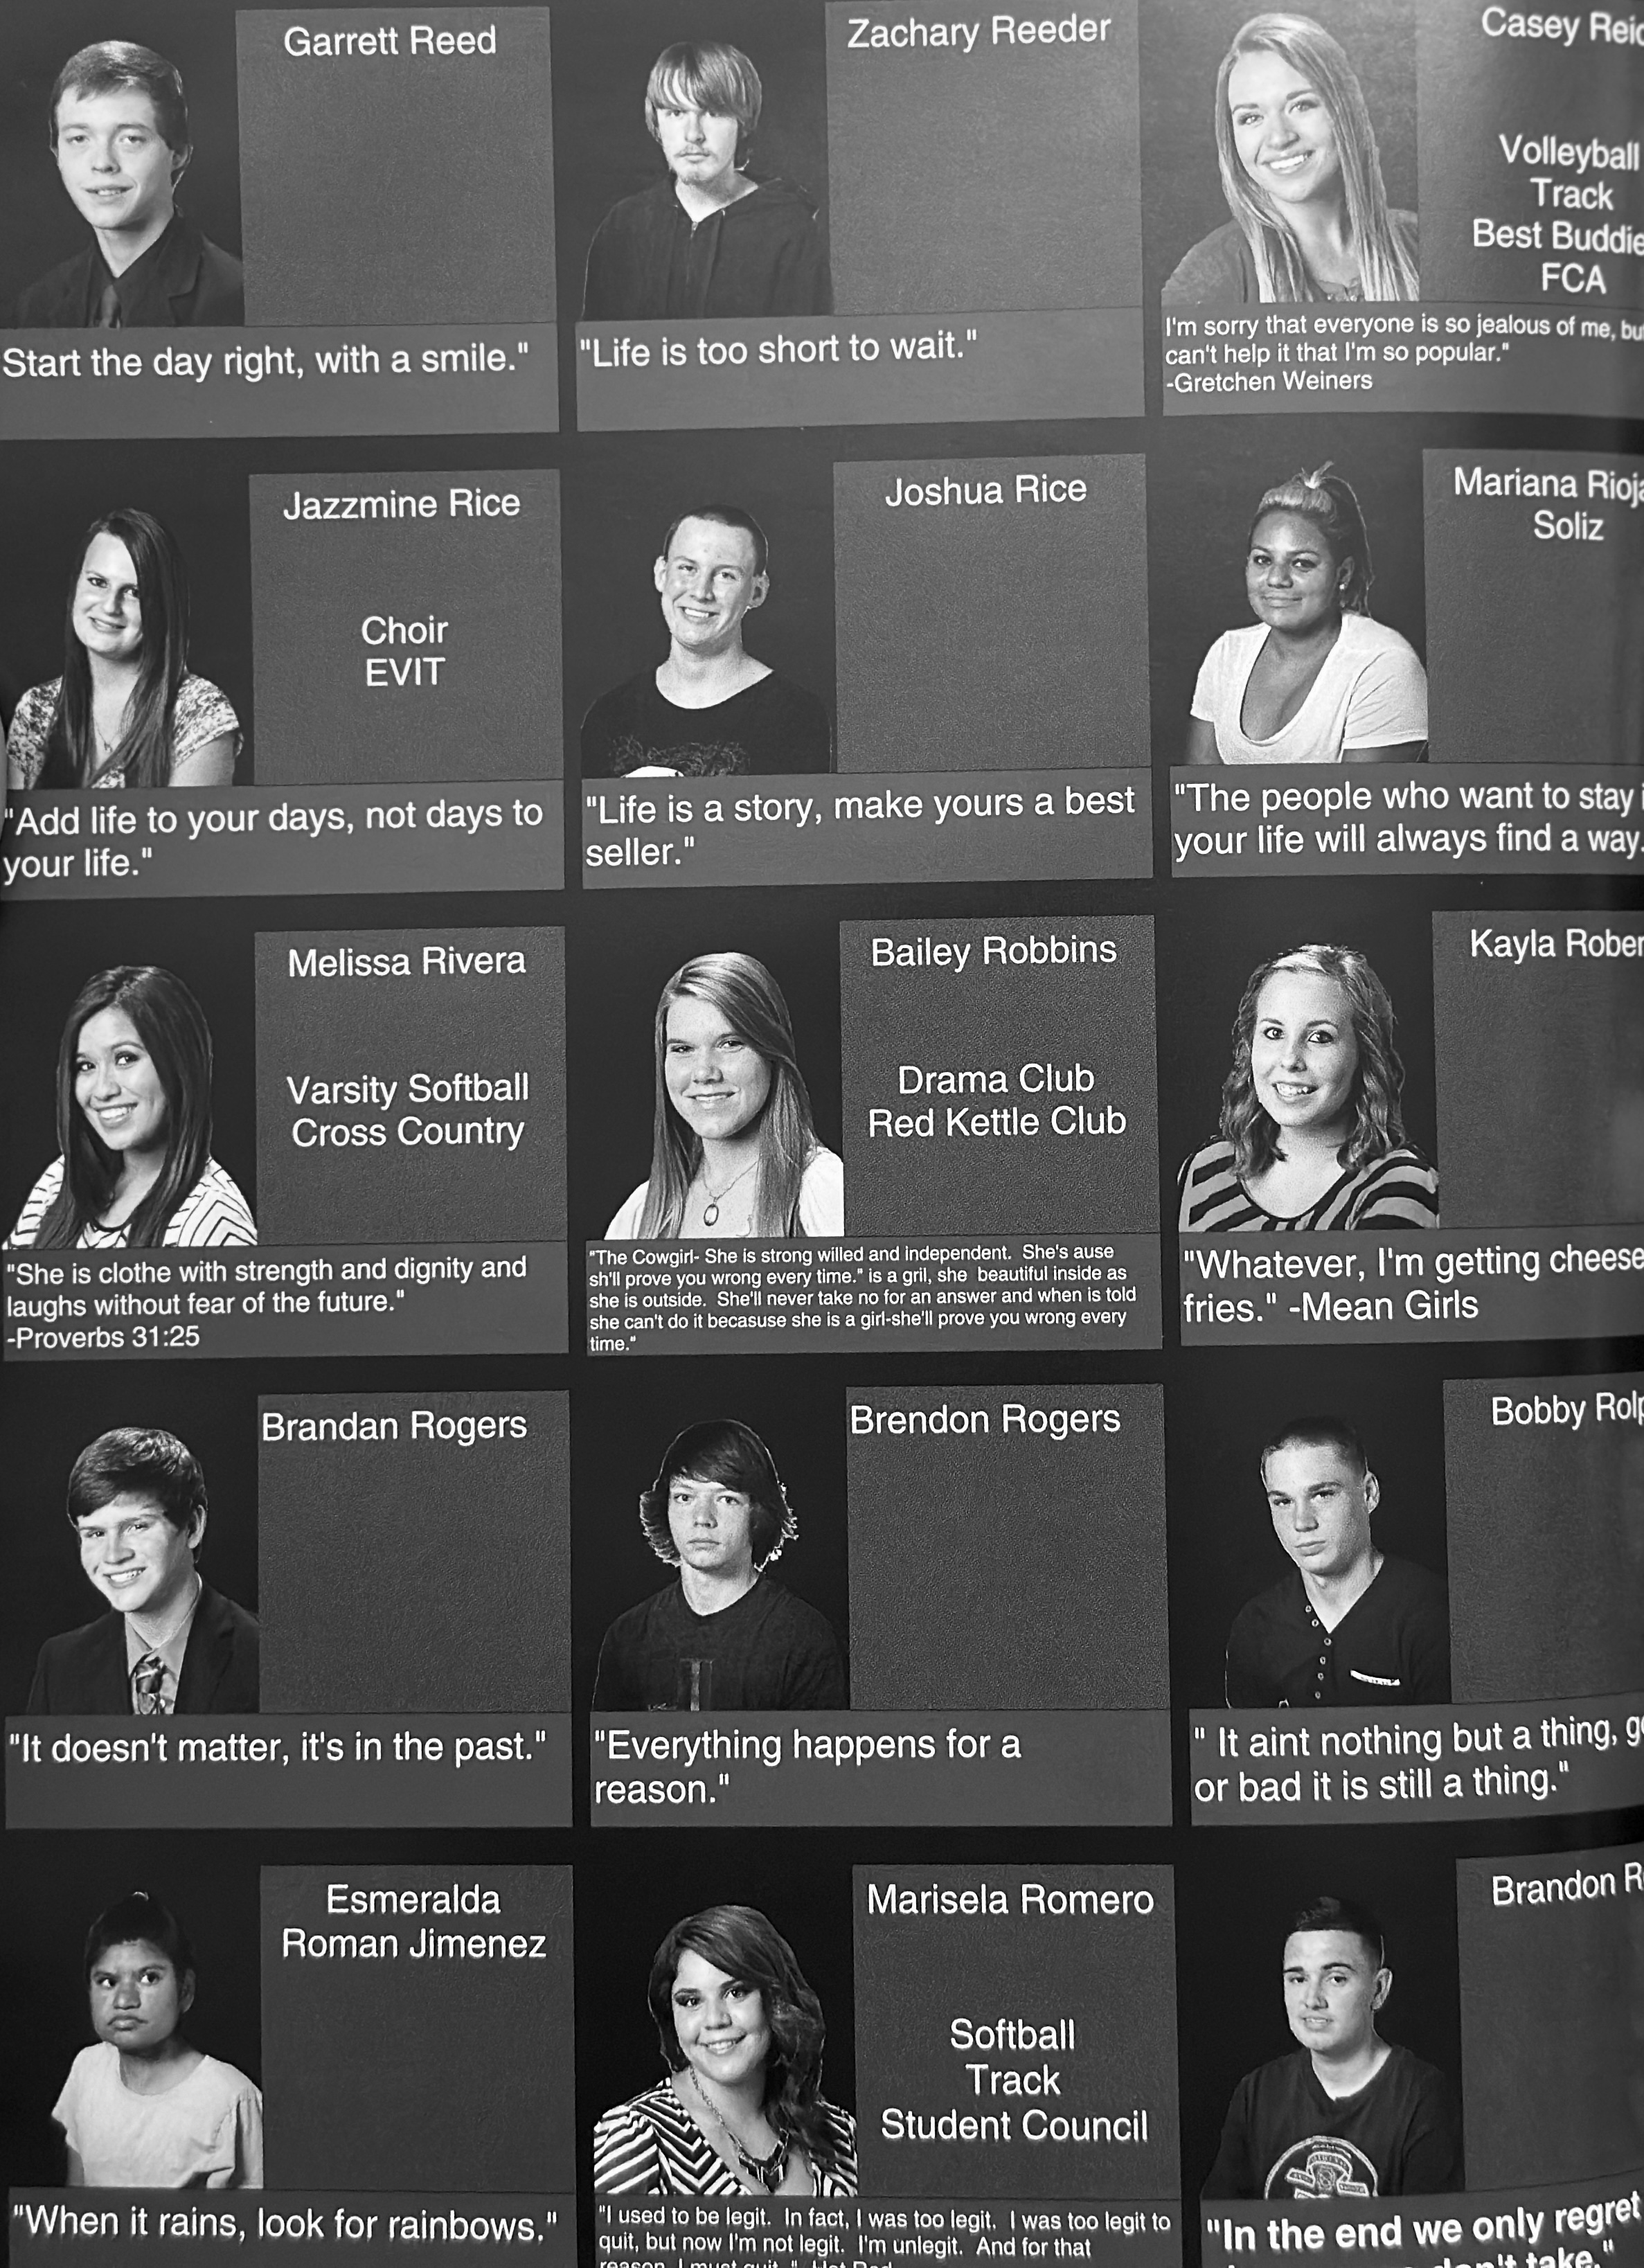 Garrett Reed
Start the day right, with a smile."
Zachary Reeder
"Life is too short to wait."
Casey
Volleyball
Track
Best
FCA
I'm sorry that everyone is so jealous of me,
can't help it that I'm so popular."
-Gretchen Weiners
Jazzmine Rice
Choir
EVIT
"Add life to your days, not days to
your life."
Joshua Rice
"Life is a story, make yours a best
seller."
Mariana
Soliz
"The people who want to stay
your life will always find a way.
Melissa Rivera
Varsity Softball
Cross Country
"She is clothe with strength and dignity and
laughs without fear of the future."
-Proverbs 31:25
Bailey Robbins
Drama Club
Red Kettle Club
"The Cowgirl- She is strong willed and independent. She's ause
sh'll prove you wrong every time." is a gril, she beautiful inside as
she is outside. She'll never take no for an answer and when is told
she can't do it becasuse she is a girl-she'll prove you wrong every
time."
Kayla
"Whatever, I'm getting cheese
fries." -Mean Girls
Brandan Rogers
"It doesn't matter, it's in the past."
Brendon Rogers
"Everything happens for a
reason."
Bobby
" It aint nothing but a thing,
or bad it is still a thing."
Esmeralda
Roman Jimenez
"When it rains, look for rainbows."
Marisela Romero
Softball
Track
Student Council
"I used to be legit. In fact, I was too legit. I was too legit to
quit, but now I'm not legit. I'm unlegit. And for that
reason, I must quit."
Brandon
"In the end we only regret
don't take."